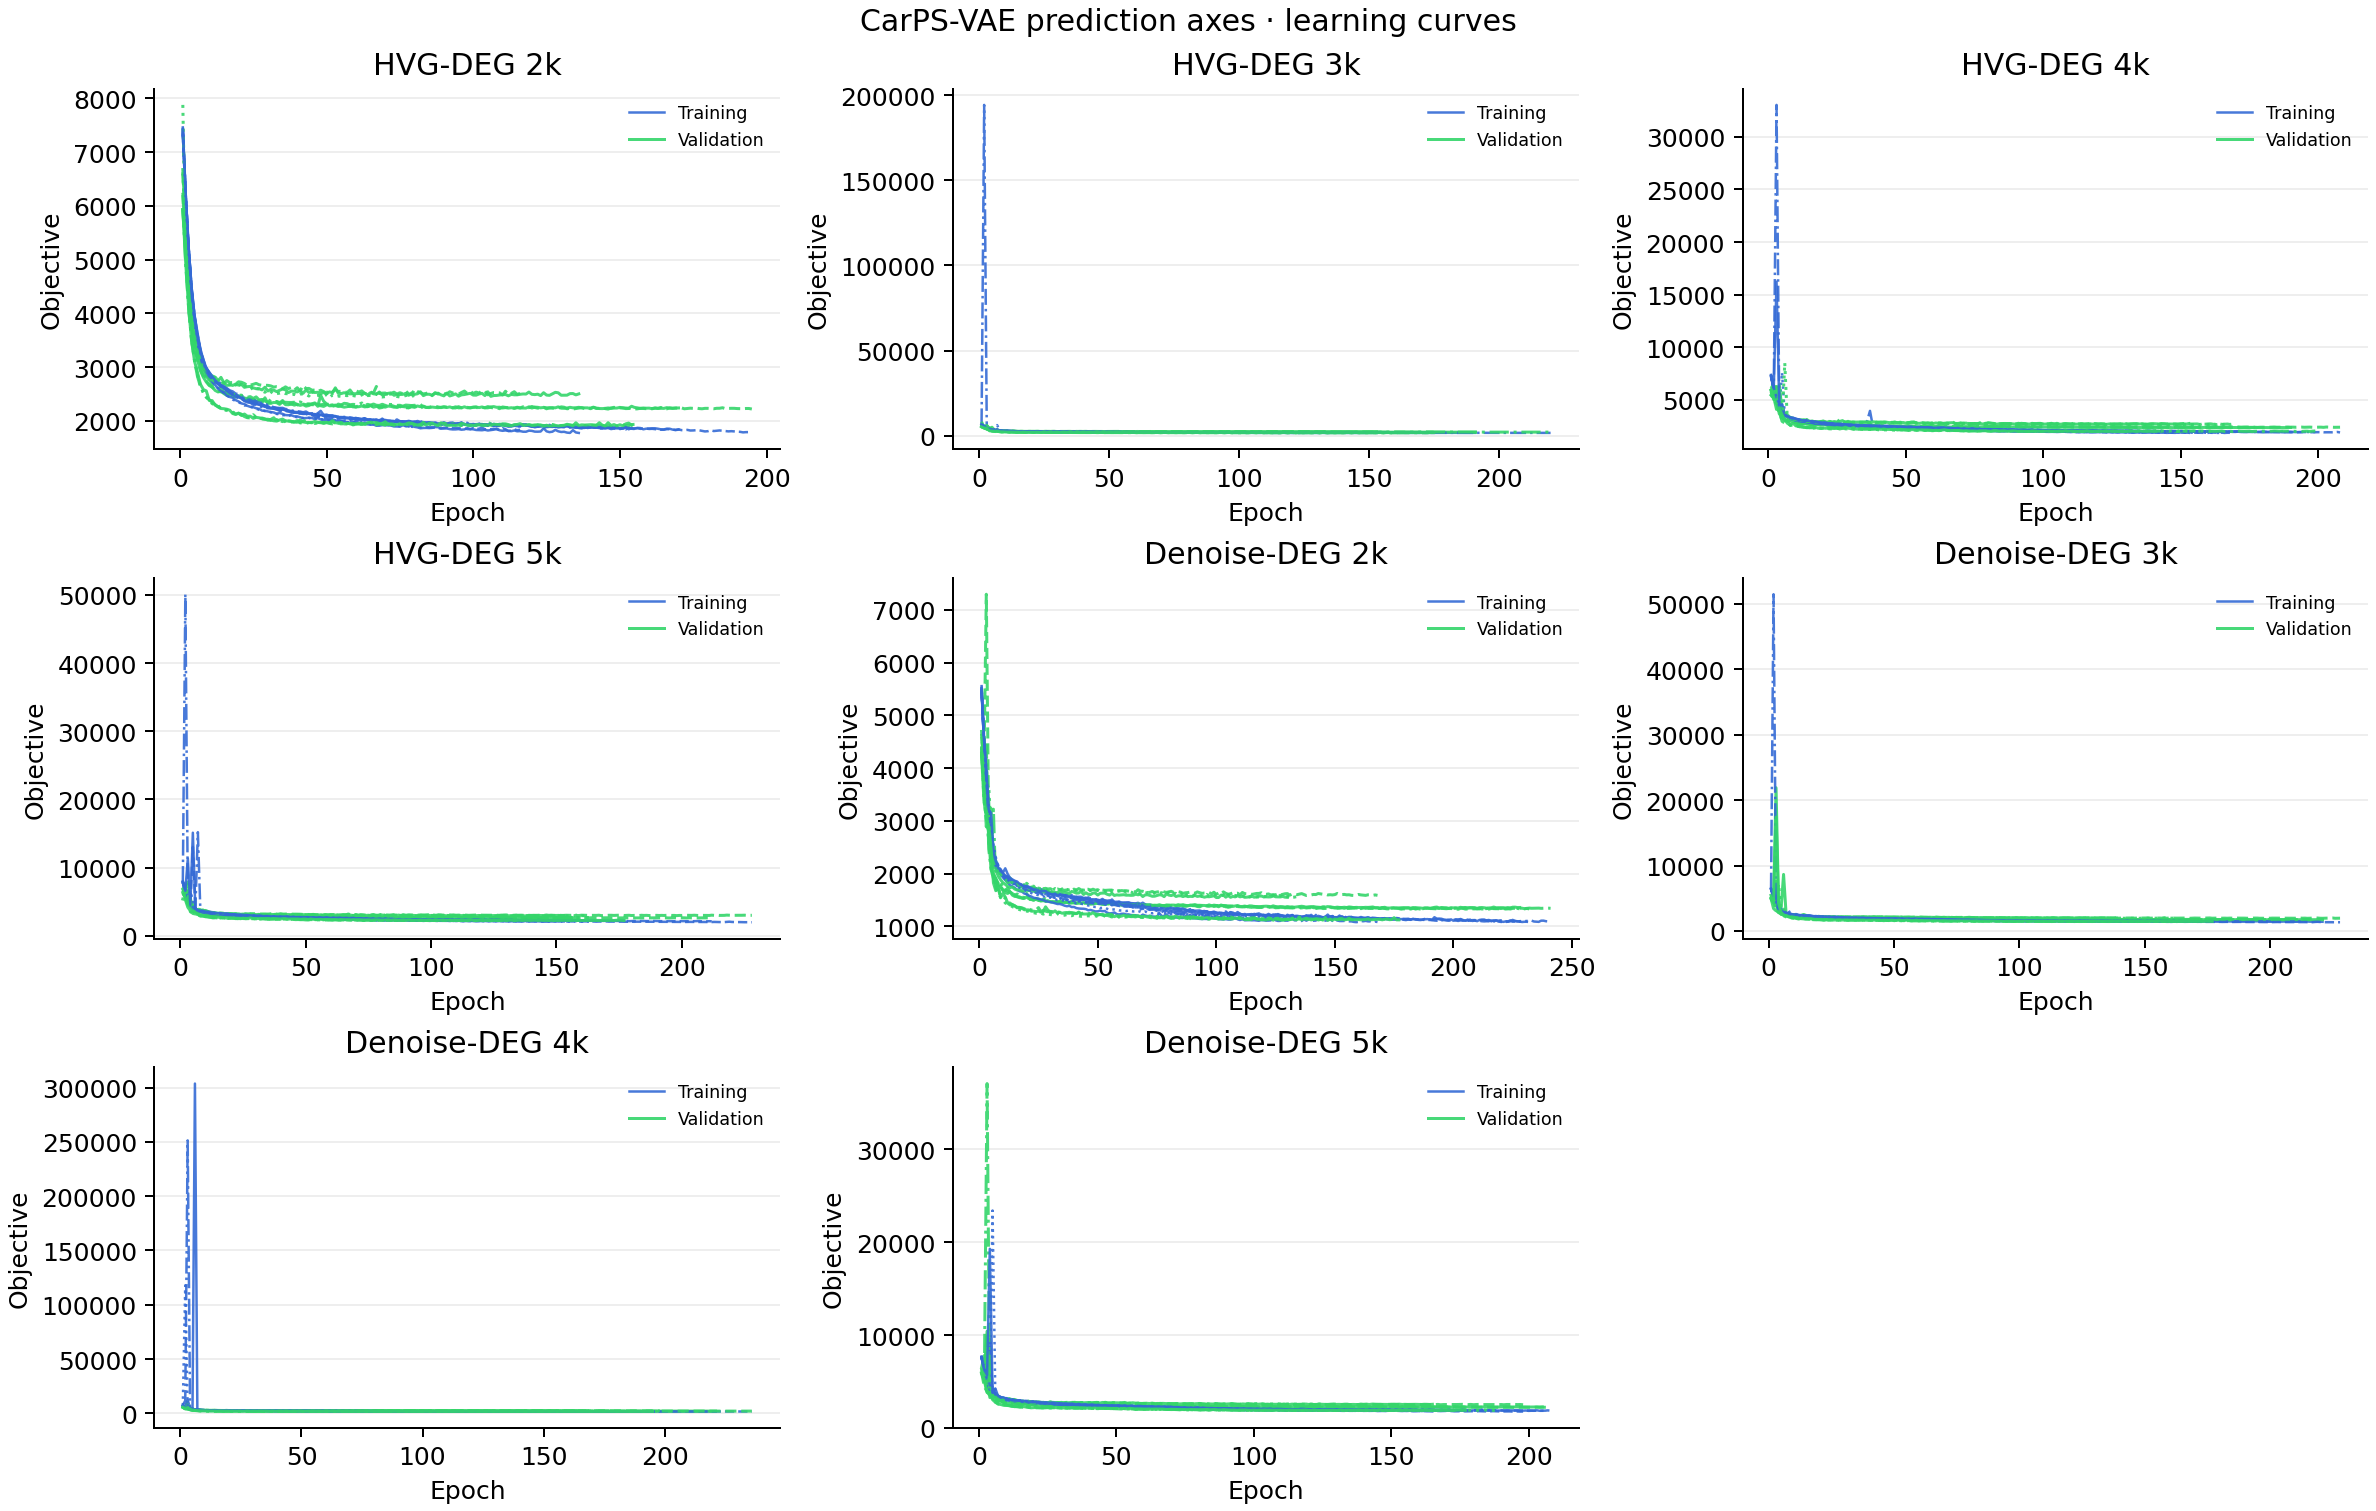 CarPS-VAE prediction axes · learning curves
HVG-DEG 2k
8000
7000
6000
5000
4000
3000
2000
Objective
Training
Validation
0 50 100 150 200
Epoch
HVG-DEG 3k
200000
150000
100000
50000
0
Objective
Training
Validation
0 50 100 150 200
Epoch
HVG-DEG 4k
30000
25000
20000
15000
10000
5000
Objective
Training
Validation
0 50 100 150 200
Epoch
HVG-DEG 5k
50000
40000
30000
20000
10000
0
Objective
Training
Validation
0 50 100 150 200
Epoch
Denoise-DEG 2k
7000
6000
5000
4000
3000
2000
1000
Objective
Training
Validation
0 50 100 150 200 250
Epoch
Denoise-DEG 3k
50000
40000
30000
20000
10000
0
Objective
Training
Validation
0 50 100 150 200
Epoch
Denoise-DEG 4k
300000
250000
200000
150000
100000
50000
0
Objective
Training
Validation
0 50 100 150 200
Epoch
Denoise-DEG 5k
30000
20000
10000
0
Objective
Training
Validation
0 50 100 150 200
Epoch